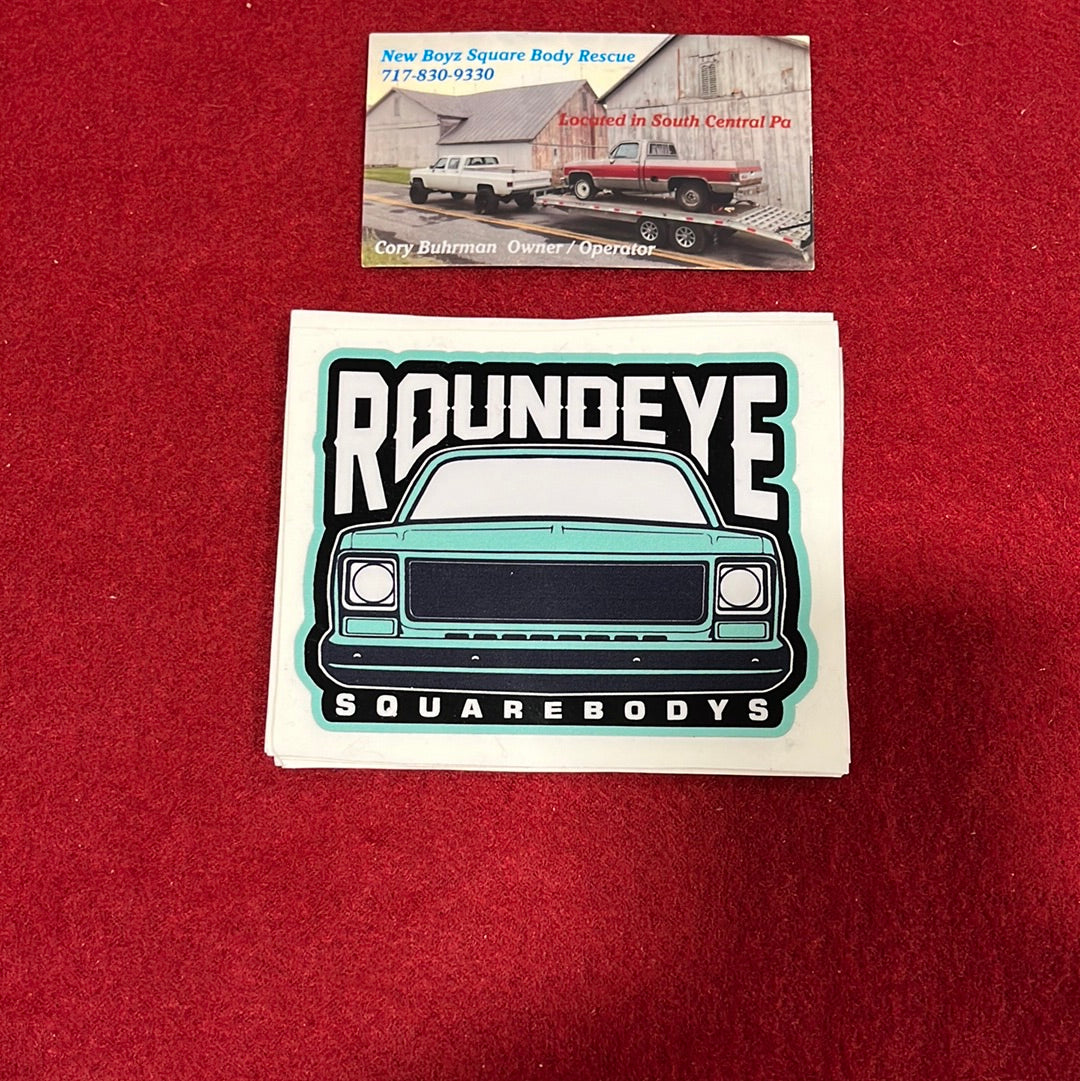 New Boyz Square Body Rescue
717-830-9330
Located in South Central Pa
Cory Buhrman Owner / Operator
ROUNDEYE
SQUAREBODYS